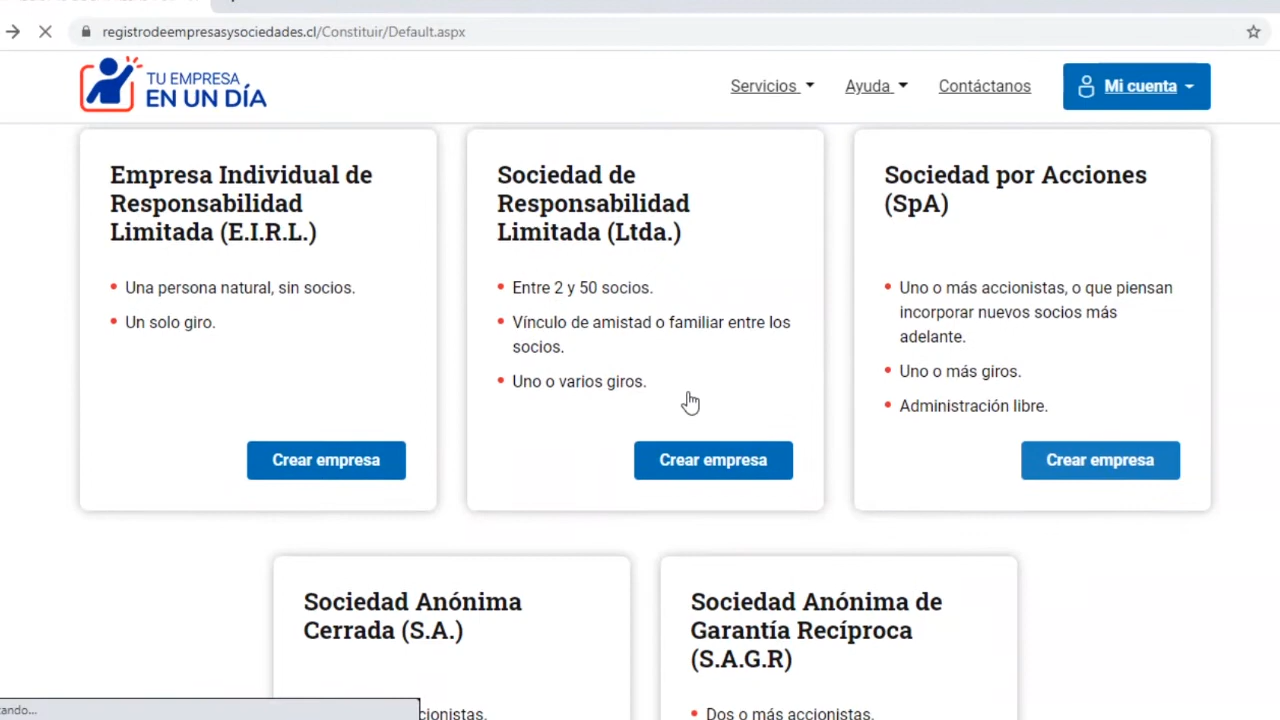 registrodeempresasysociedades.cl/Constituir/Default.aspx
TU EMPRESA
EN UN DÍA
Servicios
Ayuda
Contáctanos
Mi cuenta
Empresa Individual de
Responsabilidad
Limitada (E.I.R.L.)
Una persona natural, sin socios.
Un solo giro.
Crear empresa
Sociedad de
Responsabilidad
Limitada (Ltda.)
Entre 2 y 50 socios.
Vínculo de amistad o familiar entre los
socios.
Uno o varios giros.
Crear empresa
Sociedad por Acciones
(SpA)
Uno o más accionistas, o que piensan
incorporar nuevos socios más
adelante.
Uno o más giros.
Administración libre.
Crear empresa
Sociedad Anónima
Cerrada (S.A.)
cionistas.
Sociedad Anónima de
Garantía Recíproca
(S.A.G.R)
Dos o más accionistas.
ando...